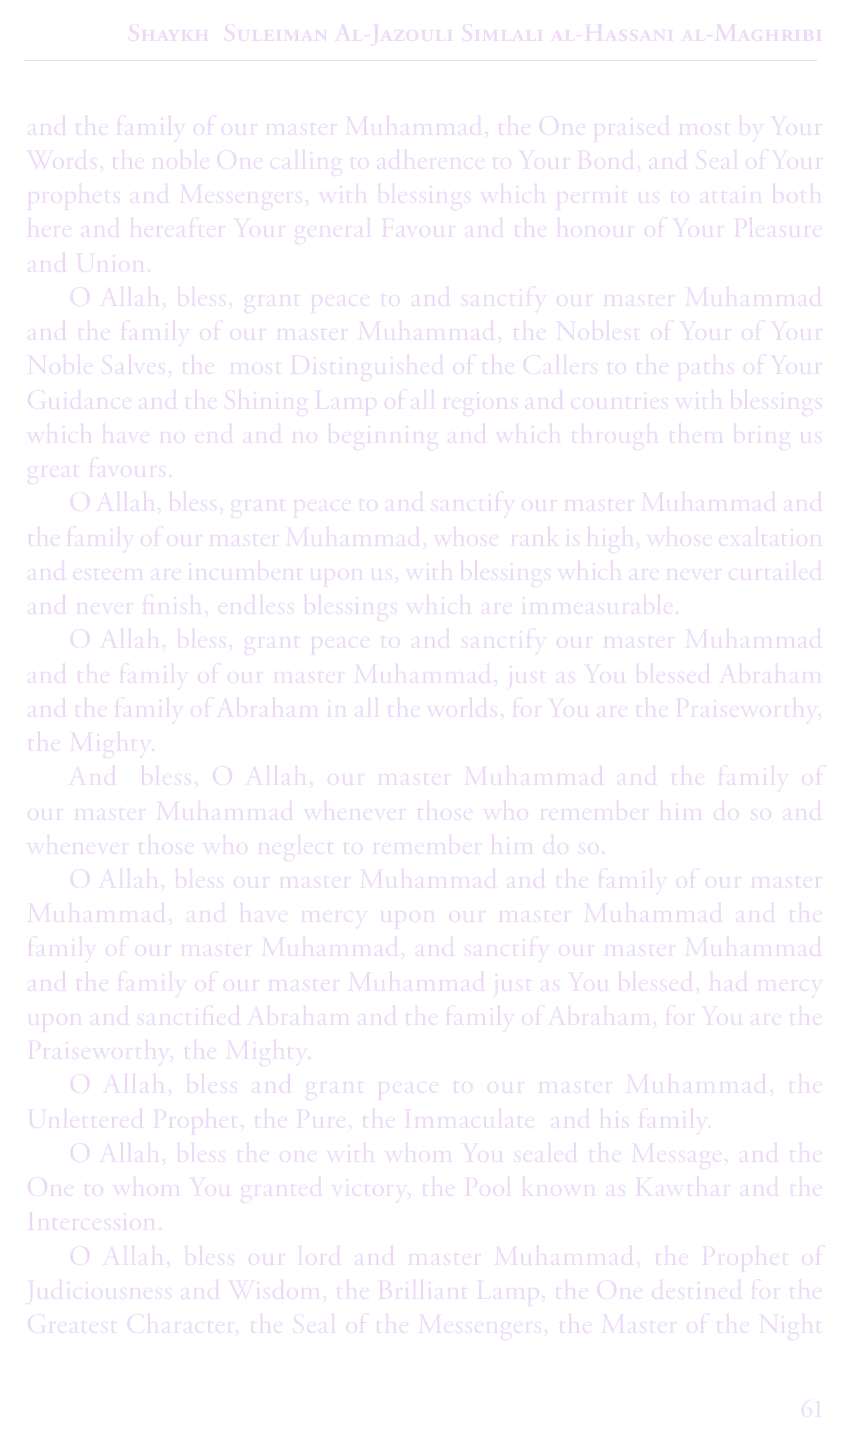 Shaykh Suleiman Al-Jazouli Simlali al-Hassani al-Maghribi
and the family of our master Muhammad, the One praised most by Your
Words, the noble One calling to adherence to Your Bond, and Seal of Your
prophets and Messengers, with blessings which permit us to attain both
here and hereafter Your general Favour and the honour of Your Pleasure
and Union.
O Allah, bless, grant peace to and sanctify our master Muhammad
and the family of our master Muhammad, the Noblest of Your of Your
Noble Salves, the most Distinguished of the Callers to the paths of Your
Guidance and the Shining Lamp of all regions and countries with blessings
which have no end and no beginning and which through them bring us
great favours.
O Allah, bless, grant peace to and sanctify our master Muhammad and
the family of our master Muhammad, whose rank is high, whose exaltation
and esteem are incumbent upon us, with blessings which are never curtailed
and never finish, endless blessings which are immeasurable.
O Allah, bless, grant peace to and sanctify our master Muhammad
and the family of our master Muhammad, just as You blessed Abraham
and the family of Abraham in all the worlds, for You are the Praiseworthy,
the Mighty.
And bless, O Allah, our master Muhammad and the family of
our master Muhammad whenever those who remember him do so and
whenever those who neglect to remember him do so.
O Allah, bless our master Muhammad and the family of our master
Muhammad, and have mercy upon our master Muhammad and the
family of our master Muhammad, and sanctify our master Muhammad
and the family of our master Muhammad just as You blessed, had mercy
upon and sanctified Abraham and the family of Abraham, for You are the
Praiseworthy, the Mighty.
O Allah, bless and grant peace to our master Muhammad, the
Unlettered Prophet, the Pure, the Immaculate and his family.
O Allah, bless the one with whom You sealed the Message, and the
One to whom You granted victory, the Pool known as Kawthar and the
Intercession.
O Allah, bless our lord and master Muhammad, the Prophet of
Judiciousness and Wisdom, the Brilliant Lamp, the One destined for the
Greatest Character, the Seal of the Messengers, the Master of the Night
61